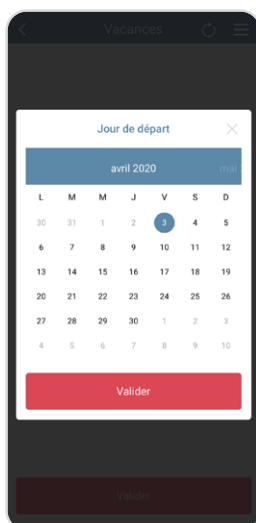 Vacances
Jour de départ
avril 2020 mai
L M M J V S D
30 31 1 2 3 4 5
6 7 8 9 10 11 12
13 14 15 16 17 18 19
20 21 22 23 24 25 26
27 28 29 30 1 2 3
4 5 6 7 8 9 10
Valider
Valider